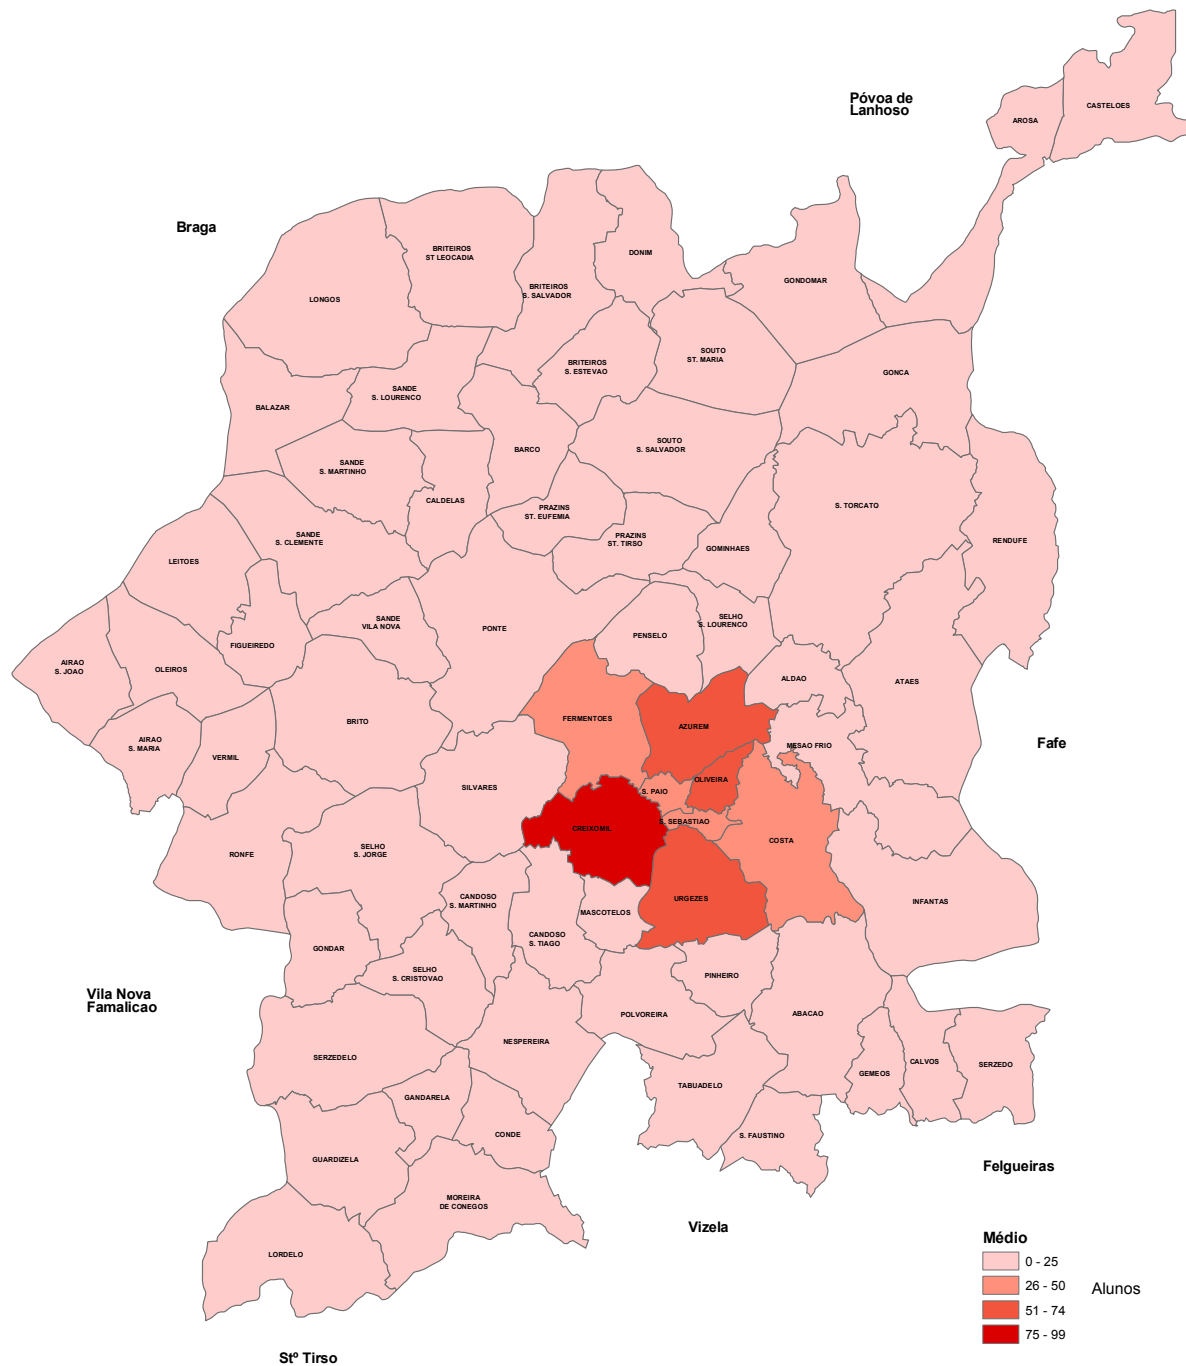 Póvoa de
Lanhoso
CASTELOES
AROSA
Braga
BRITEIROS
ST LEOCADIA
DONIM
GONDOMAR
BRITEIROS
S. SALVADOR
LONGOS
SOUTO
ST. MARIA
BRITEIROS
S. ESTEVAO
GONCA
SANDE
S. LOURENCO
BALAZAR
SOUTO
S. SALVADOR
BARCO
SANDE
S. MARTINHO
CALDELAS
S. TORCATO
PRAZINS
ST. EUFEMIA
SANDE
S. CLEMENTE
PRAZINS
ST. TIRSO
RENDUFE
GOMINHAES
LEITOES
SANDE
VILA NOVA
SELHO
S. LOURENCO
PONTE
PENSELO
FIGUEIREDO
AIRAO
S. JOAO
OLEIROS
ALDAO
ATAES
FERMENTOES
BRITO
AZUREM
AIRAO
S. MARIA
MESAO FRIO
Fafe
VERMIL
OLIVEIRA
SILVARES
S. PAIO
S. SEBASTIAO
CREIXOMIL
COSTA
RONFE
SELHO
S. JORGE
CANDOSO
S. MARTINHO
URGEZES
INFANTAS
MASCOTELOS
CANDOSO
S. TIAGO
GONDAR
SELHO
S. CRISTOVAO
PINHEIRO
Vila Nova
Famalicao
POLVOREIRA
ABACAO
NESPEREIRA
SERZEDELO
CALVOS
SERZEDO
GEMEOS
TABUADELO
GANDARELA
CONDE
S. FAUSTINO
GUARDIZELA
Felgueiras
MOREIRA
DE CONEGOS
Vizela
LORDELO
Médio
0 - 25
26 - 50
51 - 74
75 - 99
Alunos
Stº Tirso